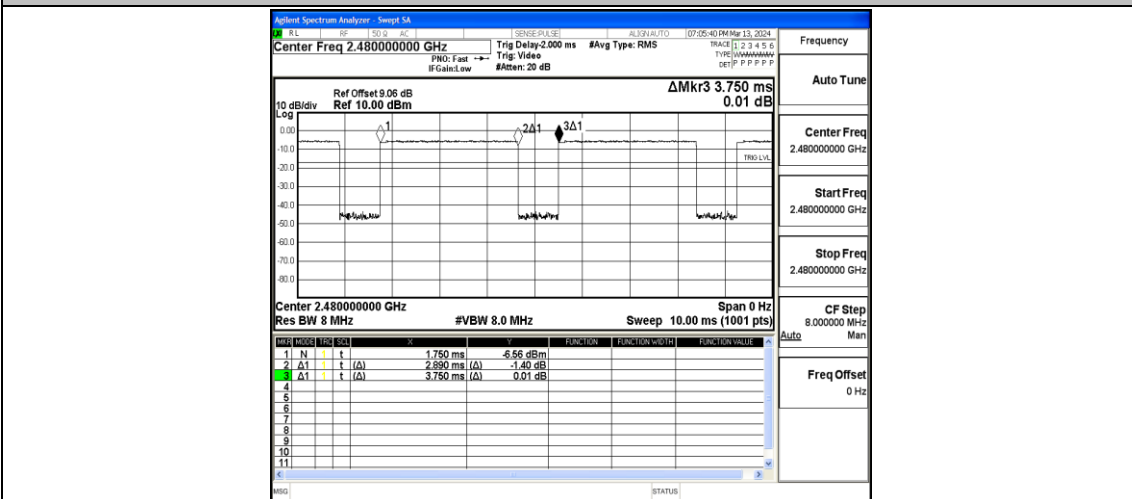 Agilent Spectrum Analyzer - Swept SA
RL RF 50 Ω AC SENSE:PULSE ALIGNAUTO 07:05:40 PM Mar 13, 2024
Center Freq 2.480000000 GHz
PNO: Fast
IFGain:Low
Trig Delay-2.000 ms
Trig: Video
#Atten: 20 dB
#Avg Type: RMS
TRACE 1 2 3 4 5 6
TYPE WWWWWW
DET P P P P P P
ΔMkr3 3.750 ms
0.01 dB
Ref Offset 9.06 dB
10 dB/div Ref 10.00 dBm
Log
0.00
-10.0
-20.0
-30.0
-40.0
-50.0
-60.0
-70.0
-80.0
1
2Δ1
3Δ1
TRIG LVL
Center 2.480000000 GHz Span 0 Hz
Res BW 8 MHz #VBW 8.0 MHz Sweep 10.00 ms (1001 pts)
MKR MODE TRC SCL X Y FUNCTION FUNCTION WIDTH FUNCTION VALUE
1 N 1 t 1.750 ms -6.56 dBm
2 Δ1 1 t (Δ) 2.890 ms (Δ) -1.40 dB
3 Δ1 1 t (Δ) 3.750 ms (Δ) 0.01 dB
4
5
6
7
8
9
10
11
MSG STATUS
Frequency
Auto Tune
Center Freq
2.480000000 GHz
Start Freq
2.480000000 GHz
Stop Freq
2.480000000 GHz
CF Step
8.000000 MHz
Auto Man
Freq Offset
0 Hz